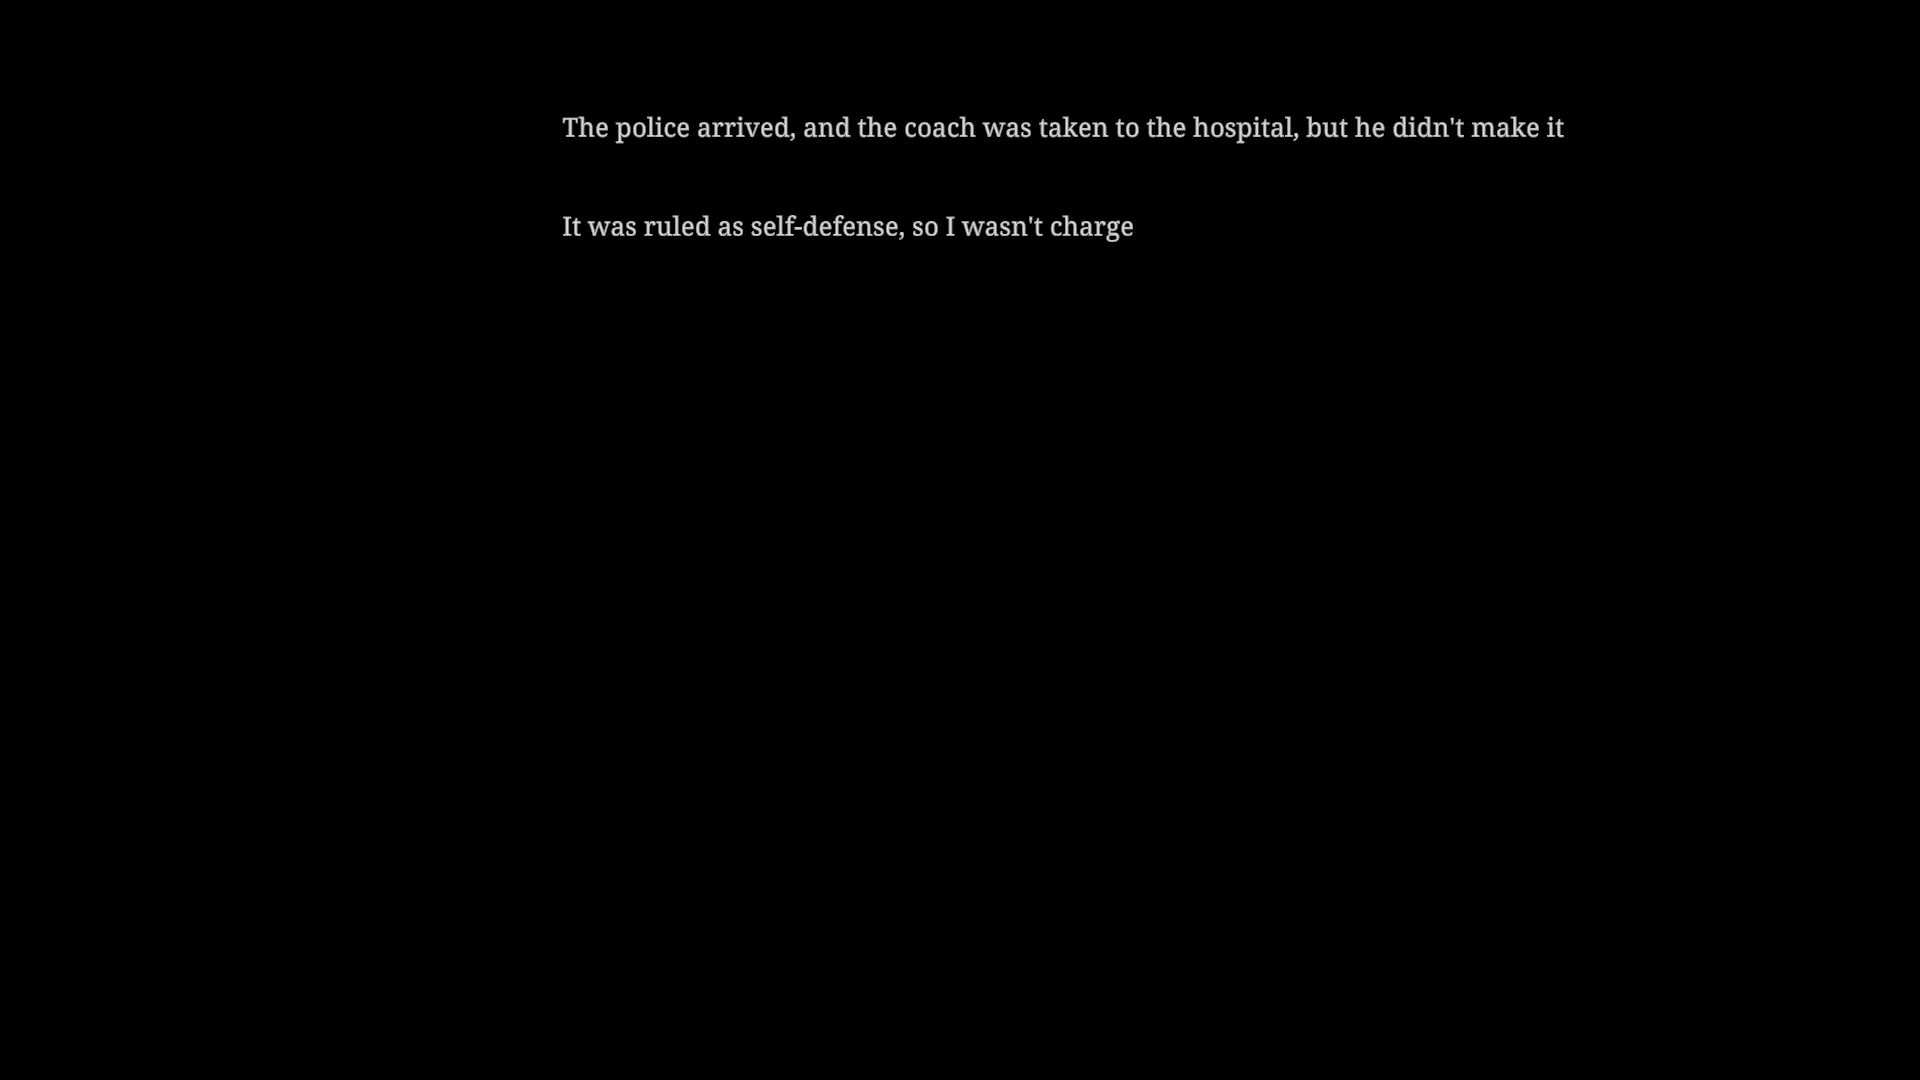 The police arrived, and the coach was taken to the hospital, but he didn't make it
It was ruled as self-defense, so I wasn't charge